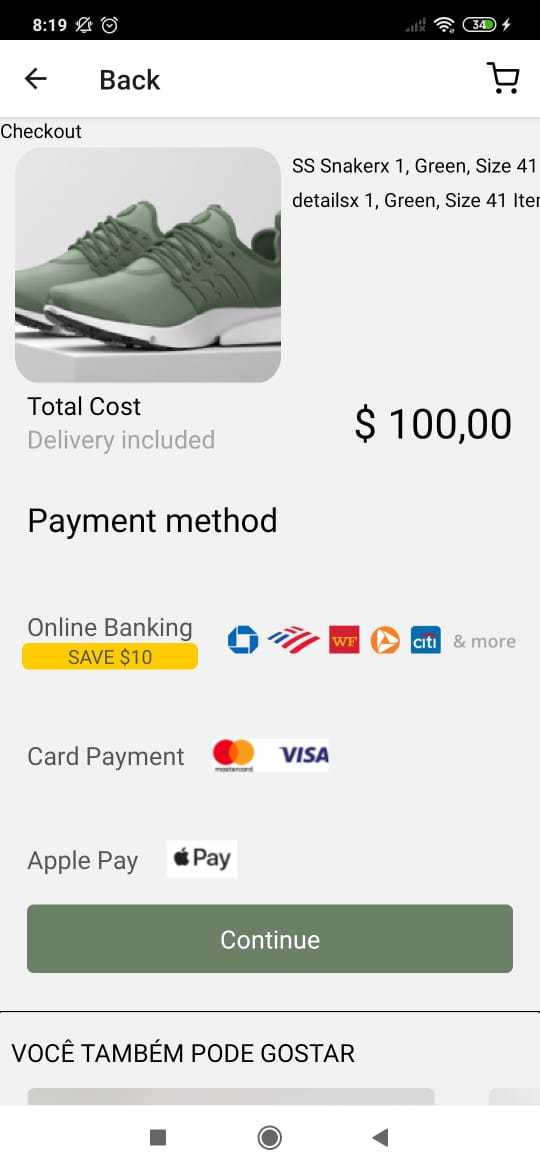 8:19
34
Back
Checkout
SS Snakerx 1, Green, Size 41
detailsx 1, Green, Size 41 Iter
Total Cost
Delivery included
$ 100,00
Payment method
Online Banking
SAVE $10
WF
citi
& more
Card Payment
mastercard
VISA
Apple Pay
Pay
Continue
VOCÊ TAMBÉM PODE GOSTAR